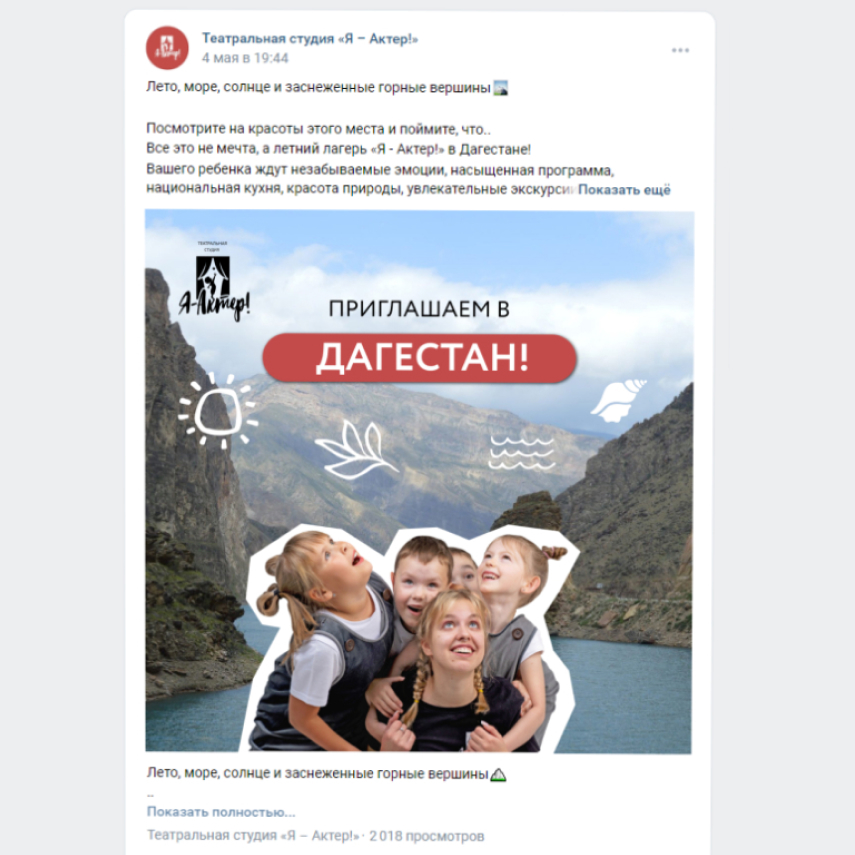 Театральная студия «Я – Актер!»
4 мая в 19:44
Лето, море, солнце и заснеженные горные вершины
Посмотрите на красоты этого места и поймите, что..
Все это не мечта, а летний лагерь «Я - Актер!» в Дагестане!
Вашего ребенка ждут незабываемые эмоции, насыщенная программа,
национальная кухня, красота природы, увлекательные экскурсии Показать ещё
ТЕАТРАЛЬНАЯ
СТУДИЯ
Я-Актер!
ПРИГЛАШАЕМ В
ДАГЕСТАН!
Лето, море, солнце и заснеженные горные вершины
..
Показать полностью...
Театральная студия «Я – Актер!» · 2 018 просмотров